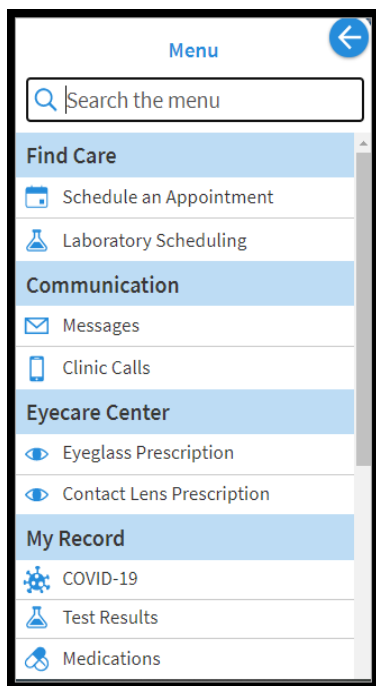 Menu
Search the menu
Find Care
Schedule an Appointment
Laboratory Scheduling
Communication
Messages
Clinic Calls
Eyecare Center
Eyeglass Prescription
Contact Lens Prescription
My Record
COVID-19
Test Results
Medications